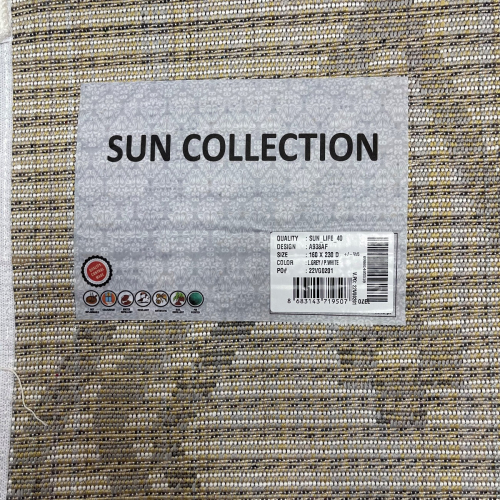 SUN COLLECTION
QUALITY : SUN LIFE 40
DESIGN : A938AF
SIZE : 160 X 230 D
COLOR : L.GREY / P.WHITE
PO# : 22VG0201
8 683143 719507
OZEO